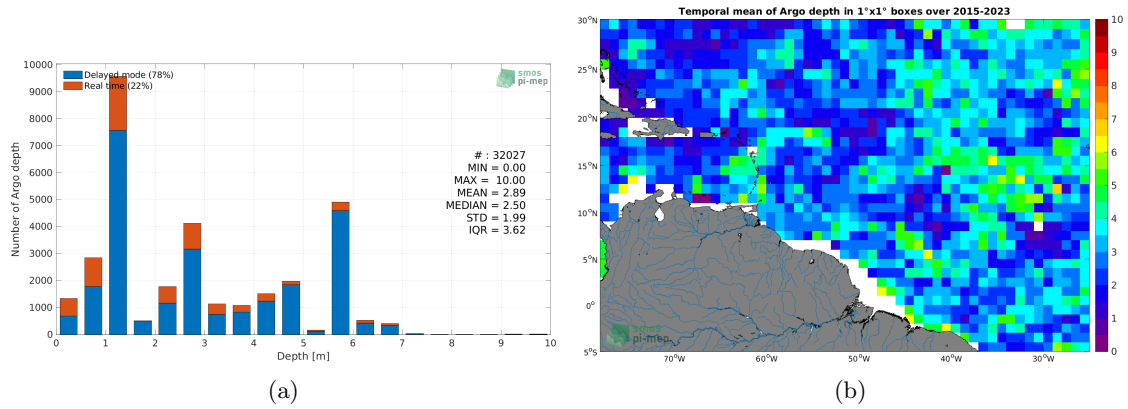 10000
9000
8000
7000
6000
5000
4000
3000
2000
1000
0
Number of Argo depth
Delayed mode (78%)
Real time (22%)
smos
pi-mep
# : 32027
MIN = 0.00
MAX = 10.00
MEAN = 2.89
MEDIAN = 2.50
STD = 1.99
IQR = 3.62
0 1 2 3 4 5 6 7 8 9 10
Depth [m]
(a)
Temporal mean of Argo depth in 1°x1° boxes over 2015-2023
30°N
25°N
20°N
15°N
10°N
5°N
0°
5°S
70°W 60°W 50°W 40°W 30°W
smos
pi-mep
10
9
8
7
6
5
4
3
2
1
0
(b)